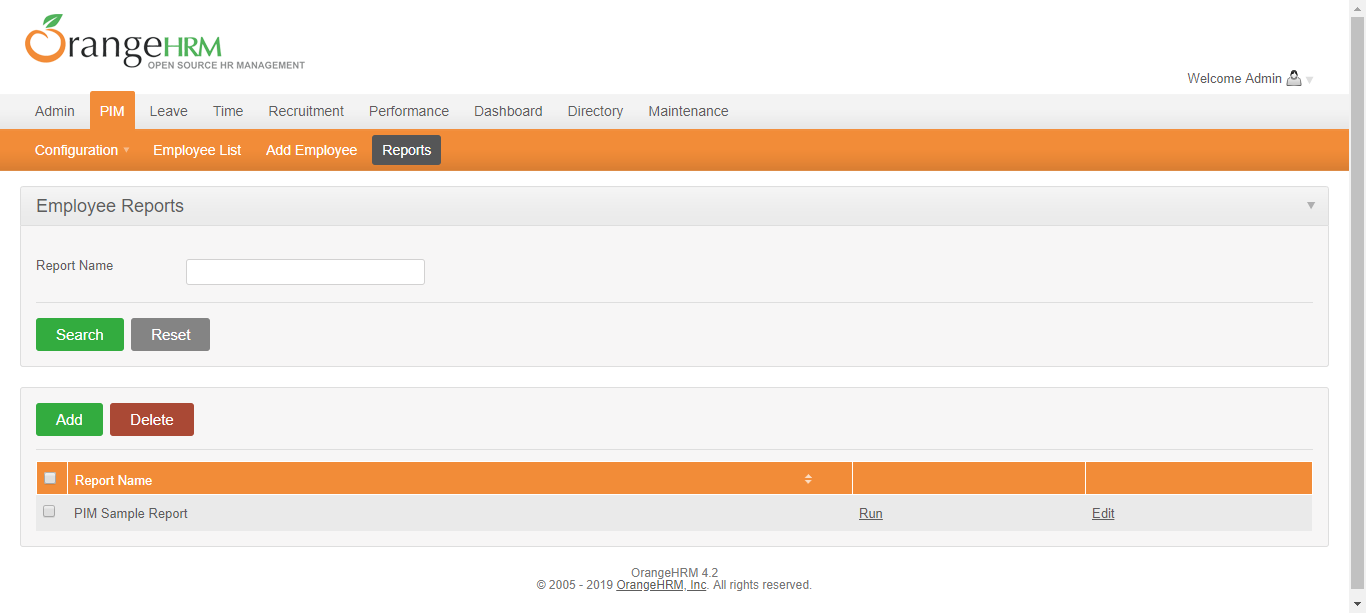 OrangeHRM
OPEN SOURCE HR MANAGEMENT
Welcome Admin
Admin PIM Leave Time Recruitment Performance Dashboard Directory Maintenance
Configuration Employee List Add Employee Reports
Employee Reports
Report Name
Search Reset
Add Delete
Report Name
PIM Sample Report Run Edit
OrangeHRM 4.2
© 2005 - 2019 OrangeHRM, Inc. All rights reserved.